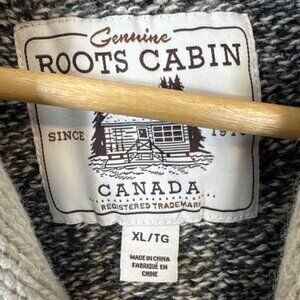 Genuine
ROOTS CABIN
SINCE
CANADA
REGISTERED TRADEMARK
XL/TG
MADE IN CHINA
FABRIQUÉ EN
CHINE